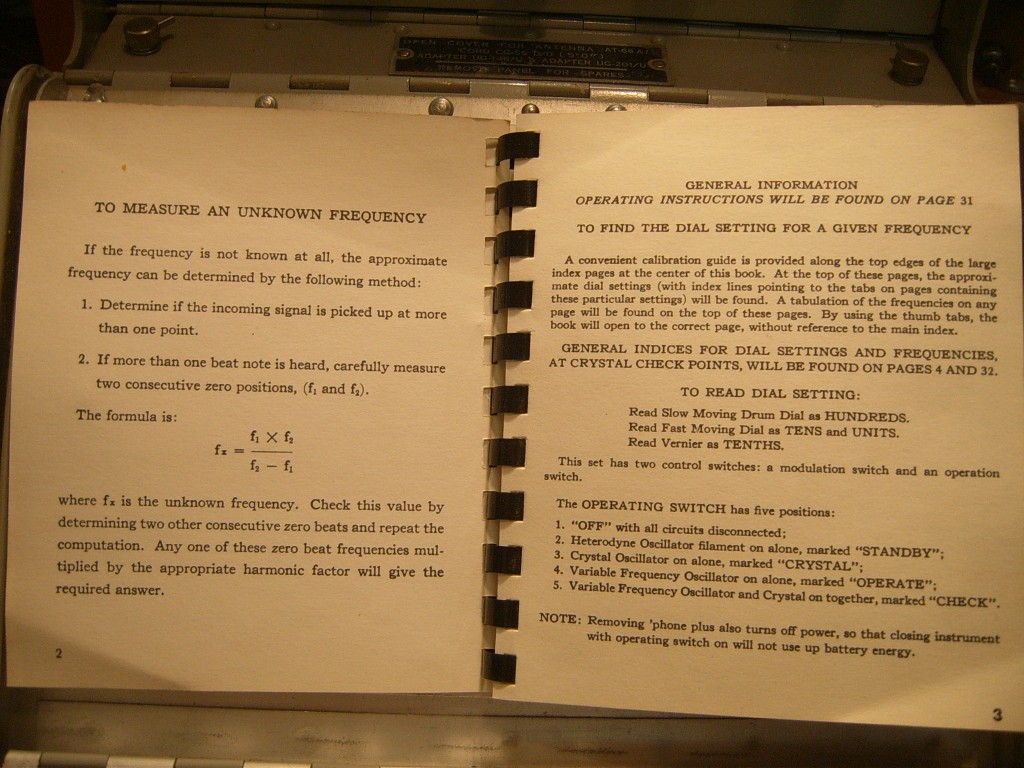 OPEN COVER FOR ANTENNA AT-66 A/
ADAPTER & ADAPTER UG-201/U
REMOVE PANEL FOR SPARES
TO MEASURE AN UNKNOWN FREQUENCY
If the frequency is not known at all, the approximate
frequency can be determined by the following method:
1. Determine if the incoming signal is picked up at more
than one point.
2. If more than one beat note is heard, carefully measure
two consecutive zero positions, (f₁ and f₂).
The formula is:
f₁ × f₂
fₓ =
f₂ − f₁
where fₓ is the unknown frequency. Check this value by
determining two other consecutive zero beats and repeat the
computation. Any one of these zero beat frequencies mul-
tiplied by the appropriate harmonic factor will give the
required answer.
2
GENERAL INFORMATION
OPERATING INSTRUCTIONS WILL BE FOUND ON PAGE 31
TO FIND THE DIAL SETTING FOR A GIVEN FREQUENCY
A convenient calibration guide is provided along the top edges of the large
index pages at the center of this book. At the top of these pages, the approxi-
mate dial settings (with index lines pointing to the tabs on pages containing
these particular settings) will be found. A tabulation of the frequencies on any
page will be found on the top of these pages. By using the thumb tabs, the
book will open to the correct page, without reference to the main index.
GENERAL INDICES FOR DIAL SETTINGS AND FREQUENCIES,
AT CRYSTAL CHECK POINTS, WILL BE FOUND ON PAGES 4 AND 32.
TO READ DIAL SETTING:
Read Slow Moving Drum Dial as HUNDREDS.
Read Fast Moving Dial as TENS and UNITS.
Read Vernier as TENTHS.
This set has two control switches: a modulation switch and an operation
switch.
The OPERATING SWITCH has five positions:
1. "OFF" with all circuits disconnected;
2. Heterodyne Oscillator filament on alone, marked "STANDBY";
3. Crystal Oscillator on alone, marked "CRYSTAL";
4. Variable Frequency Oscillator on alone, marked "OPERATE";
5. Variable Frequency Oscillator and Crystal on together, marked "CHECK".
NOTE: Removing 'phone plus also turns off power, so that closing instrument
with operating switch on will not use up battery energy.
3